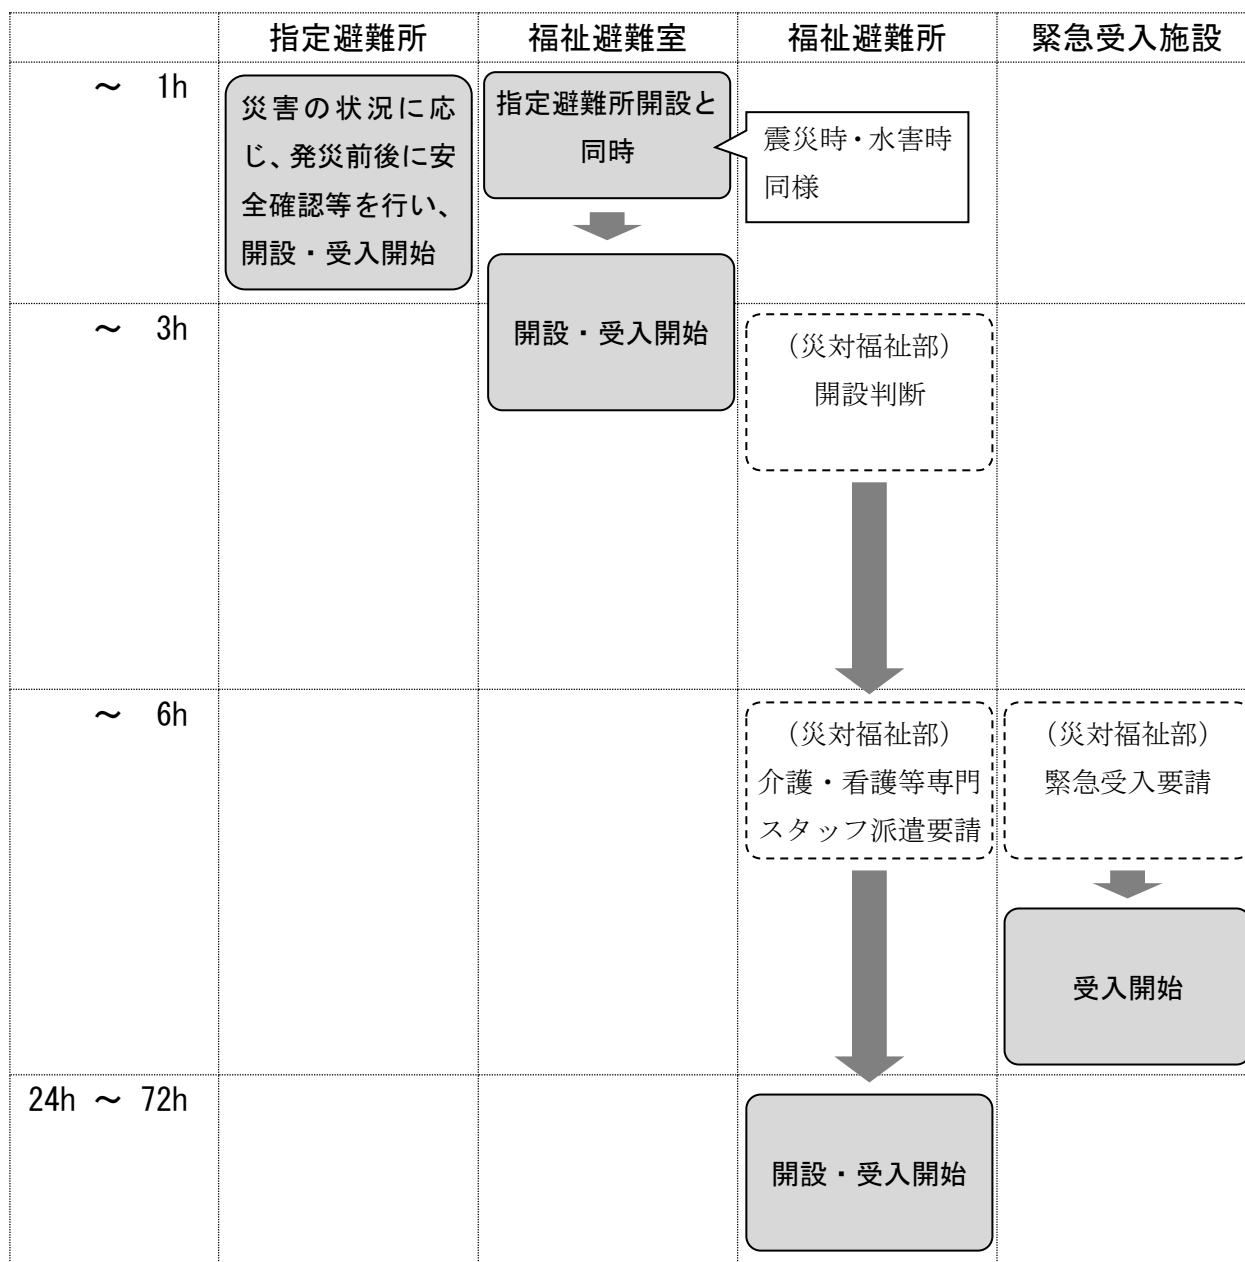 指定避難所
福祉避難室
福祉避難所
緊急受入施設
～ 1h
災害の状況に応
じ、発災前後に安
全確認等を行い、
開設・受入開始
指定避難所開設と
同時
震災時・水害時
同様
開設・受入開始
～ 3h
（災対福祉部）
開設判断
～ 6h
（災対福祉部）
介護・看護等専門
スタッフ派遣要請
（災対福祉部）
緊急受入要請
受入開始
24h ～ 72h
開設・受入開始